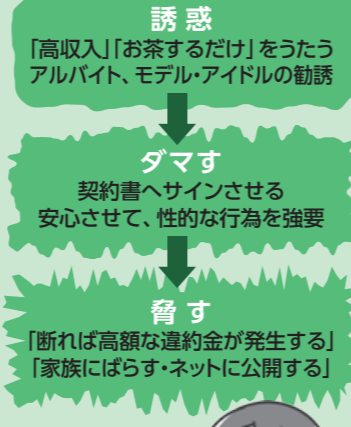 誘惑
「高収入」「お茶するだけ」をうたう
アルバイト、モデル・アイドルの勧誘
ダマす
契約書へサインさせる
安心させて、性的な行為を強要
脅す
「断れば高額な違約金が発生する」
「家族にばらす・ネットに公開する」